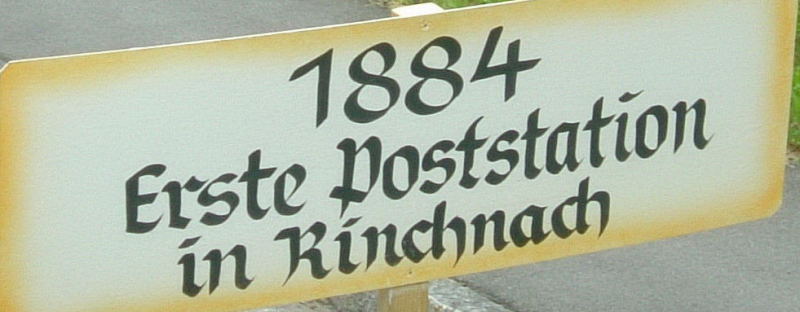 1884
Erste Poststation
in Rinchnach